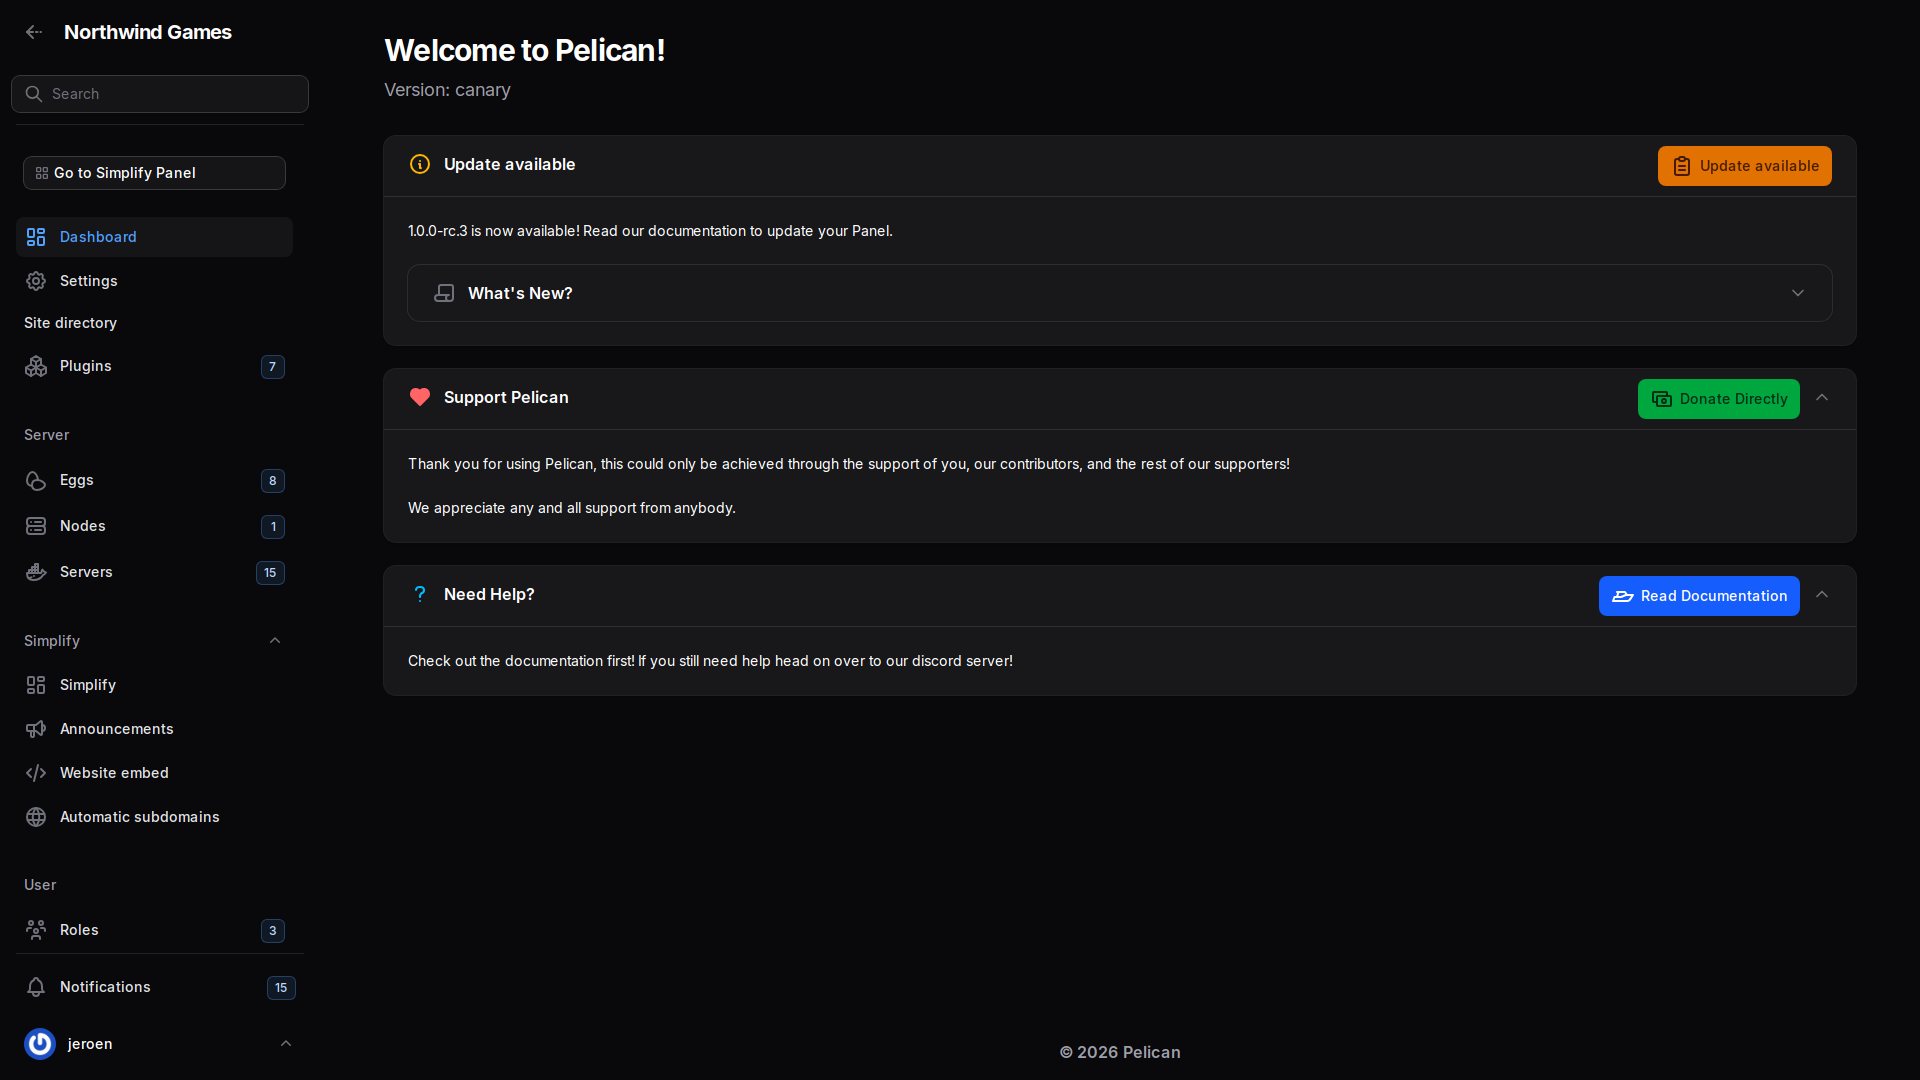 Northwind Games
Search
Go to Simplify Panel
Dashboard
Settings
Site directory
Plugins 7
Server
Eggs 8
Nodes 1
Servers 15
Simplify
Simplify
Announcements
Website embed
Automatic subdomains
User
Roles 3
Notifications 15
jeroen
Welcome to Pelican!
Version: canary
Update available
Update available
1.0.0-rc.3 is now available! Read our documentation to update your Panel.
What's New?
Support Pelican
Donate Directly
Thank you for using Pelican, this could only be achieved through the support of you, our contributors, and the rest of our supporters!
We appreciate any and all support from anybody.
Need Help?
Read Documentation
Check out the documentation first! If you still need help head on over to our discord server!
© 2026 Pelican